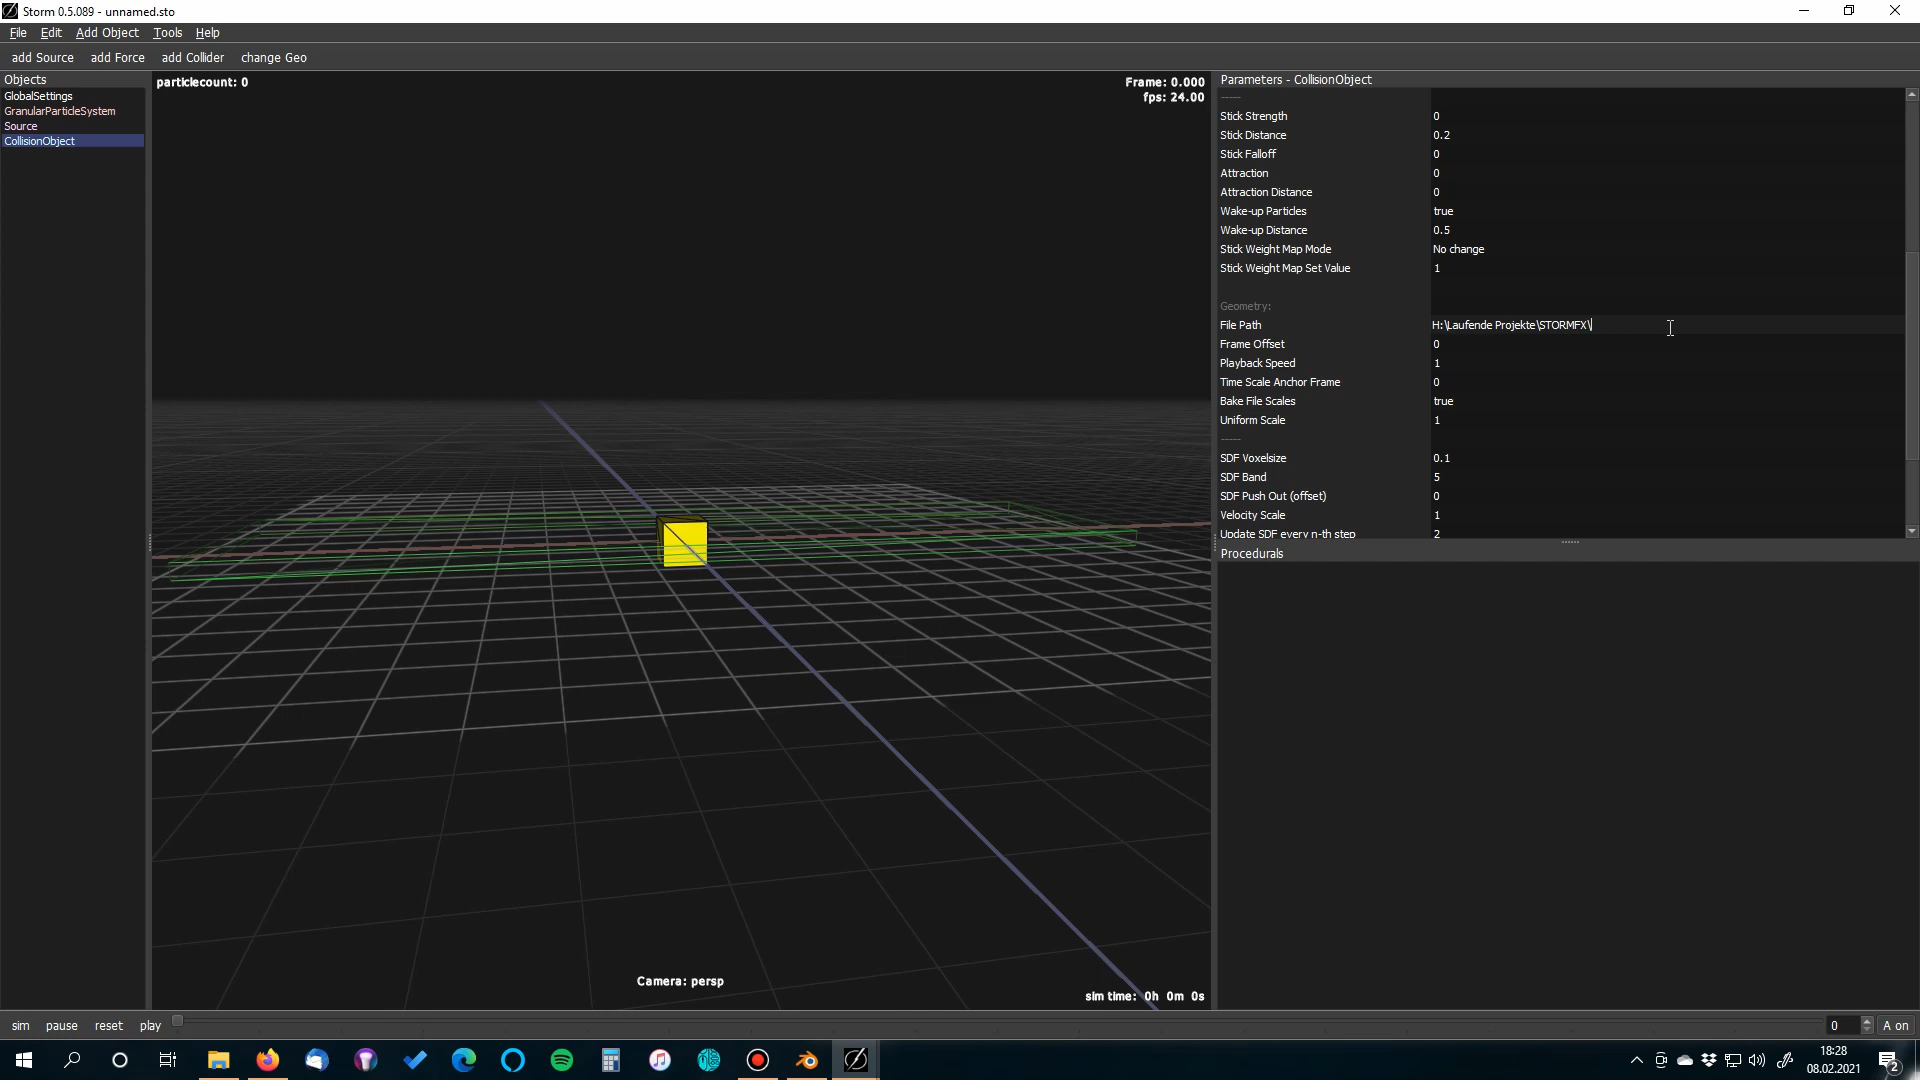 Storm 0.5.089 - unnamed.sto
File Edit Add Object Tools Help
add Source add Force add Collider change Geo
Objects
GlobalSettings
GranularParticleSystem
Source
CollisionObject
particlecount: 0
Frame: 0.000
fps: 24.00
Camera: persp
sim time: 0h 0m 0s
Parameters - CollisionObject
-----
Stick Strength 0
Stick Distance 0.2
Stick Falloff 0
Attraction 0
Attraction Distance 0
Wake-up Particles true
Wake-up Distance 0.5
Stick Weight Map Mode No change
Stick Weight Map Set Value 1
Geometry:
File Path H:\Laufende Projekte\STORMFX\
Frame Offset 0
Playback Speed 1
Time Scale Anchor Frame 0
Bake File Scales true
Uniform Scale 1
-----
SDF Voxelsize 0.1
SDF Band 5
SDF Push Out (offset) 0
Velocity Scale 1
Update SDF every n-th step 2
Procedurals
sim pause reset play 0 A on
18:28
08.02.2021
2